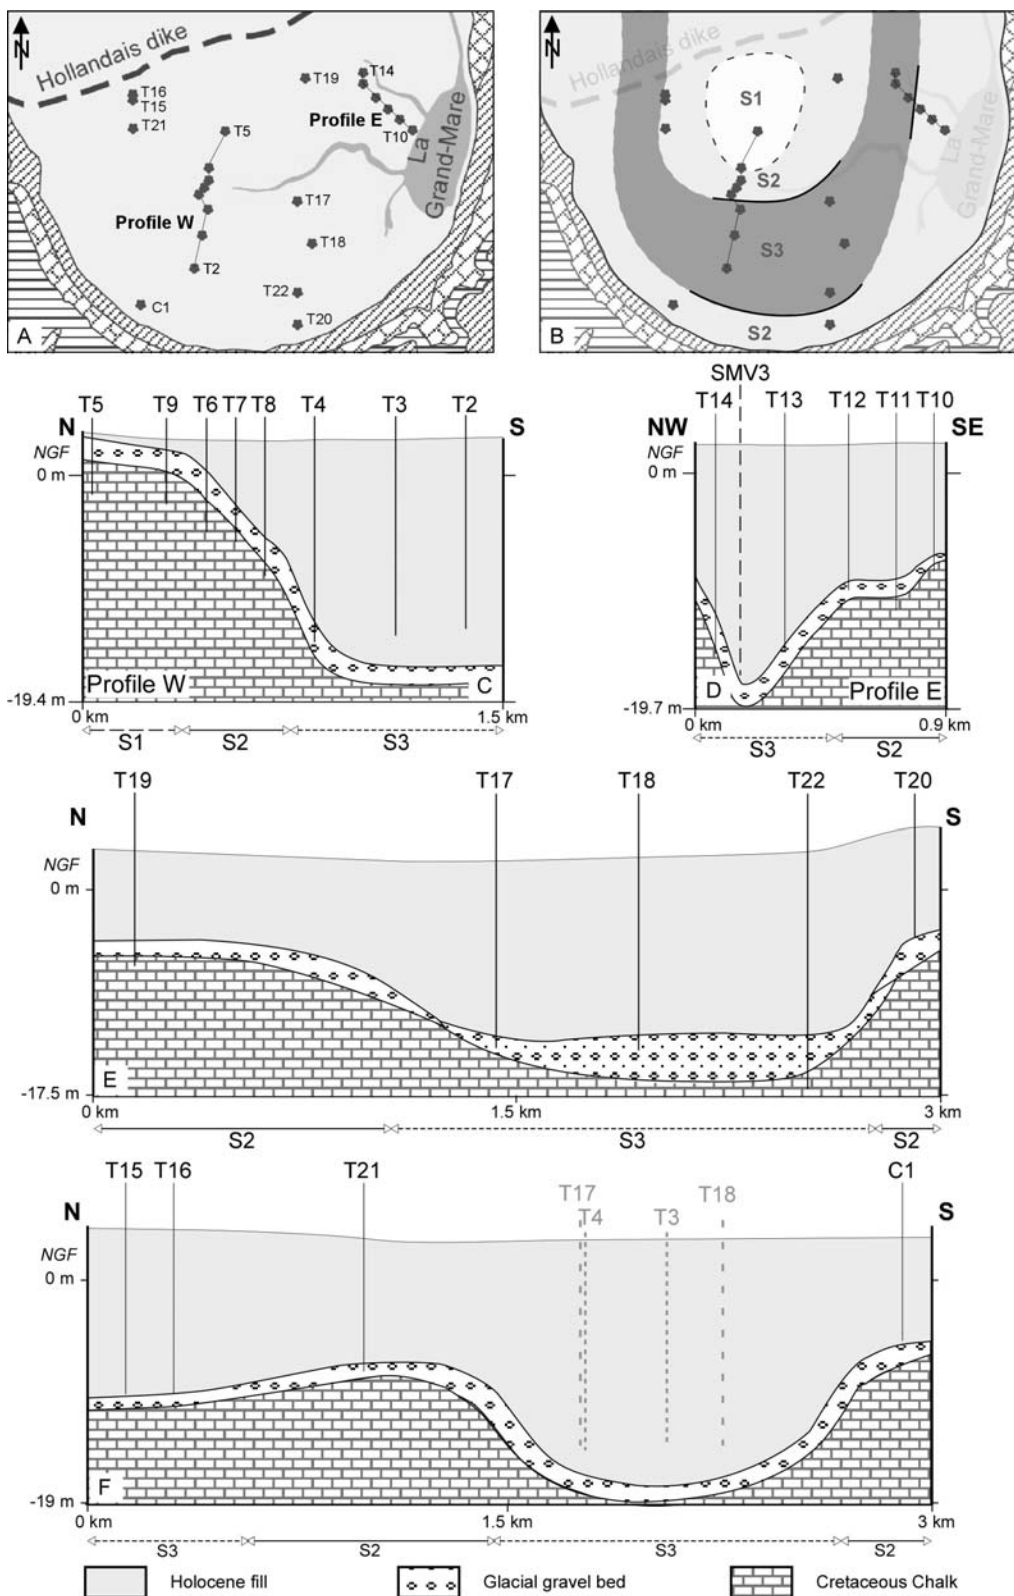 N
Hollandais dike
T16
T15
T21
T5
T19
T14
Profile E
T10
La
Grand-Mare
Profile W
T17
T18
T2
C1
T22
T20
A
N
Hollandais dike
S1
S2
S3
S2
La
Grand-Mare
B
N
T5 T9 T6 T7 T8 T4 T3 T2
S
NGF
0 m
Profile W
C
-19.4 m
0 km
1.5 km
S1 S2 S3
SMV3
T14 T13 T12 T11 T10
NW
SE
NGF
0 m
D
Profile E
-19.7 m
0 km
0.9 km
S3 S2
T19 T17 T18 T22 T20
N
S
NGF
0 m
E
-17.5 m
0 km 1.5 km 3 km
S2 S3 S2
T15 T16 T21 T17 T4 T3 T18 C1
N
S
NGF
0 m
F
-19 m
0 km 1.5 km 3 km
S3 S2 S3 S2
Holocene fill
Glacial gravel bed
Cretaceous Chalk